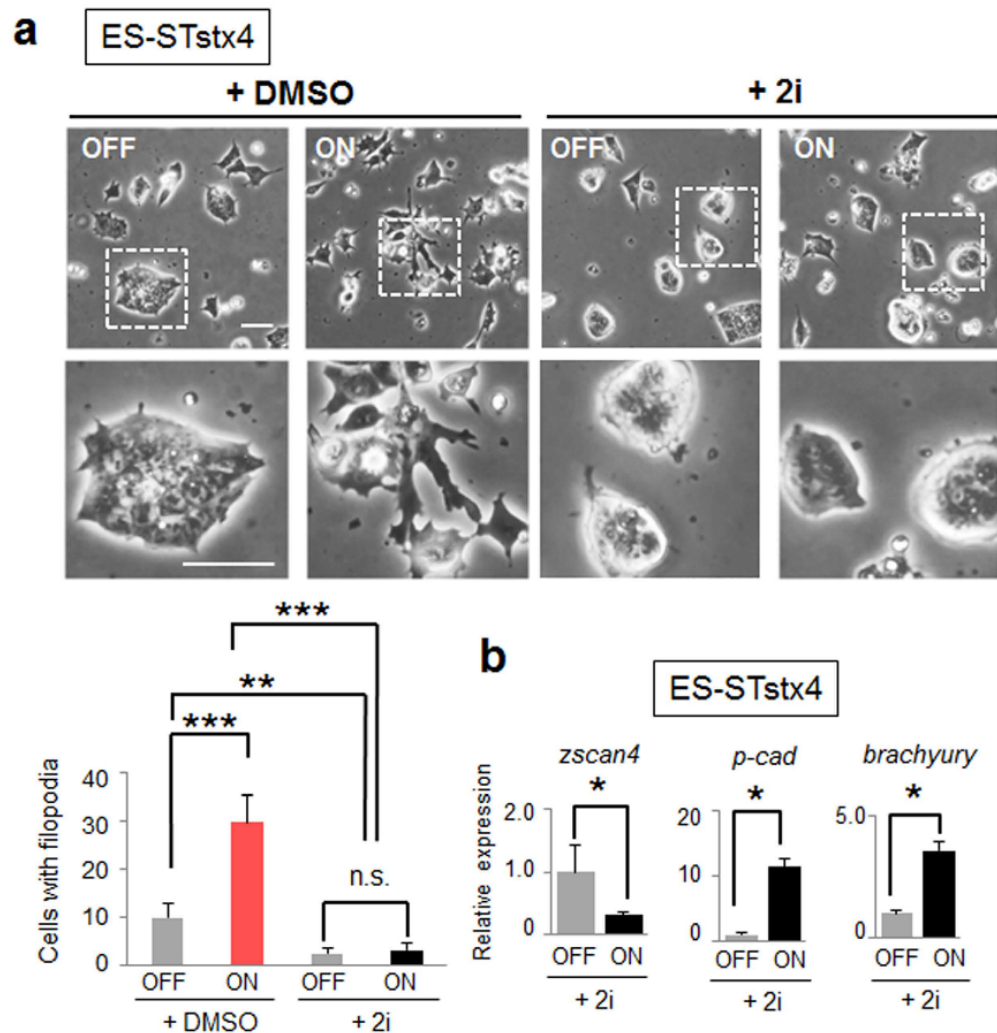 a
ES-STstx4
+ DMSO
+ 2i
OFF
ON
OFF
ON
***
**
***
n.s.
Cells with filopodia
40
30
20
10
0
OFF
ON
OFF
ON
+ DMSO
+ 2i
b
ES-STstx4
zscan4
p-cad
brachyury
*
*
*
Relative expression
2.0
1.0
0
20
10
0
5.0
0
OFF ON
OFF ON
OFF ON
+ 2i
+ 2i
+ 2i